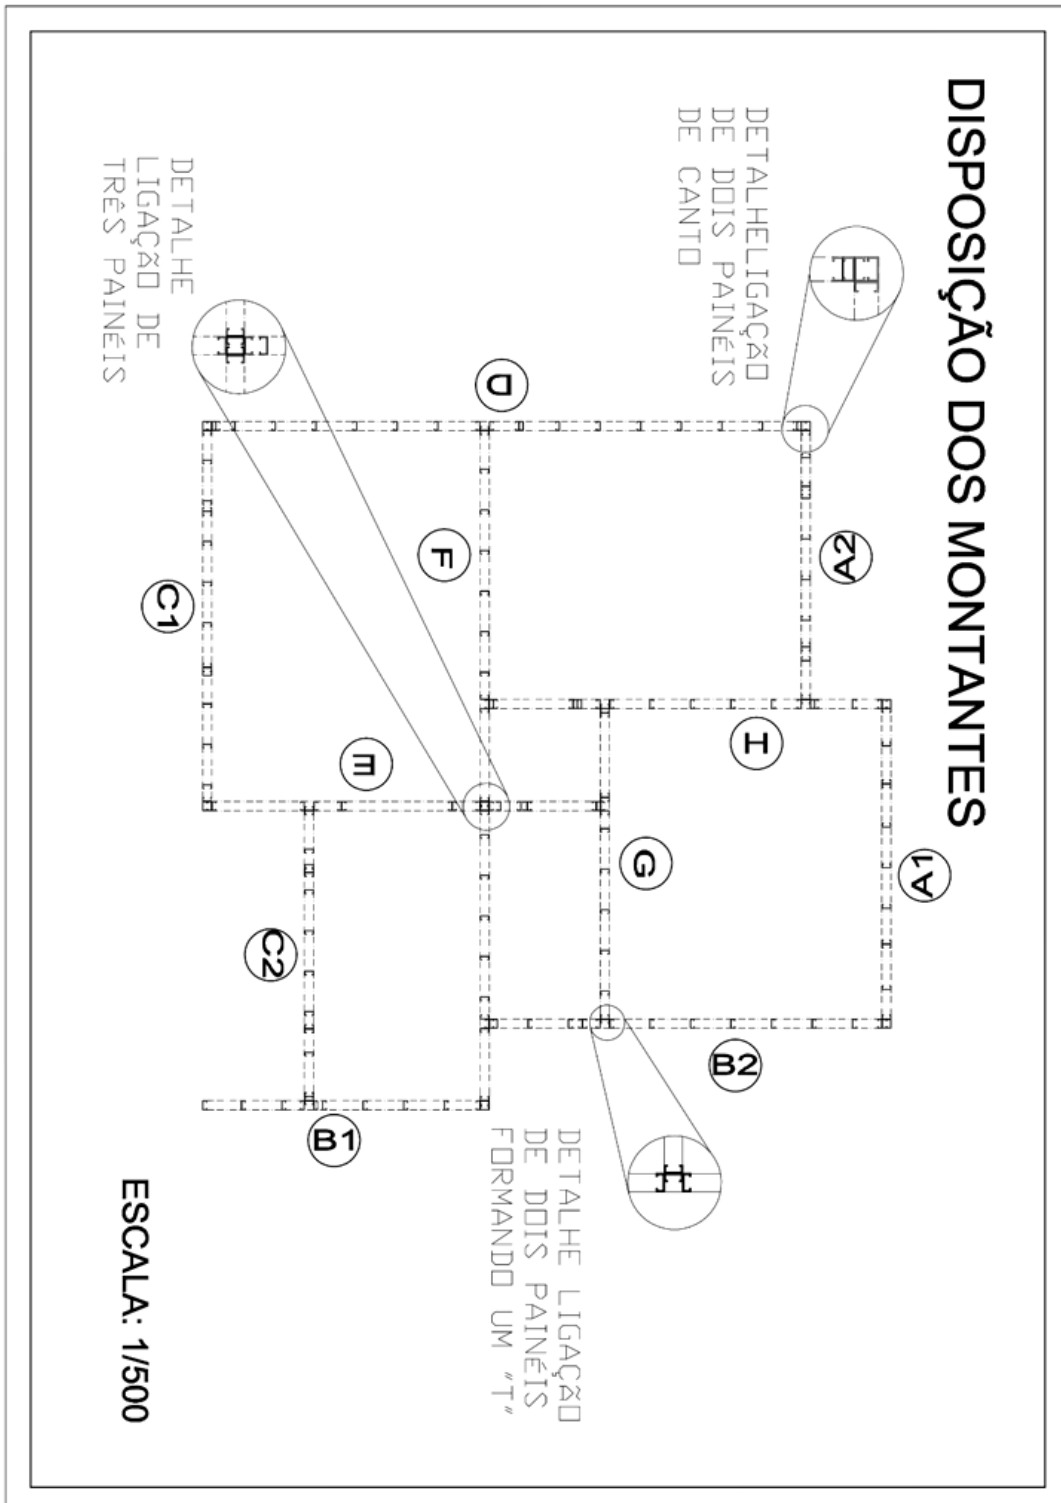 DISPOSIÇÃO DOS MONTANTES
DETALHELIGAÇÃO
DE DOIS PAINÉIS
DE CANTO
DETALHE
LIGAÇÃO DE
TRÊS PAINÉIS
A1
A2
H
B2
G
D
F
E
C1
C2
B1
DETALHE LIGAÇÃO
DE DOIS PAINÉIS
FORMANDO UM "T"
ESCALA: 1/500